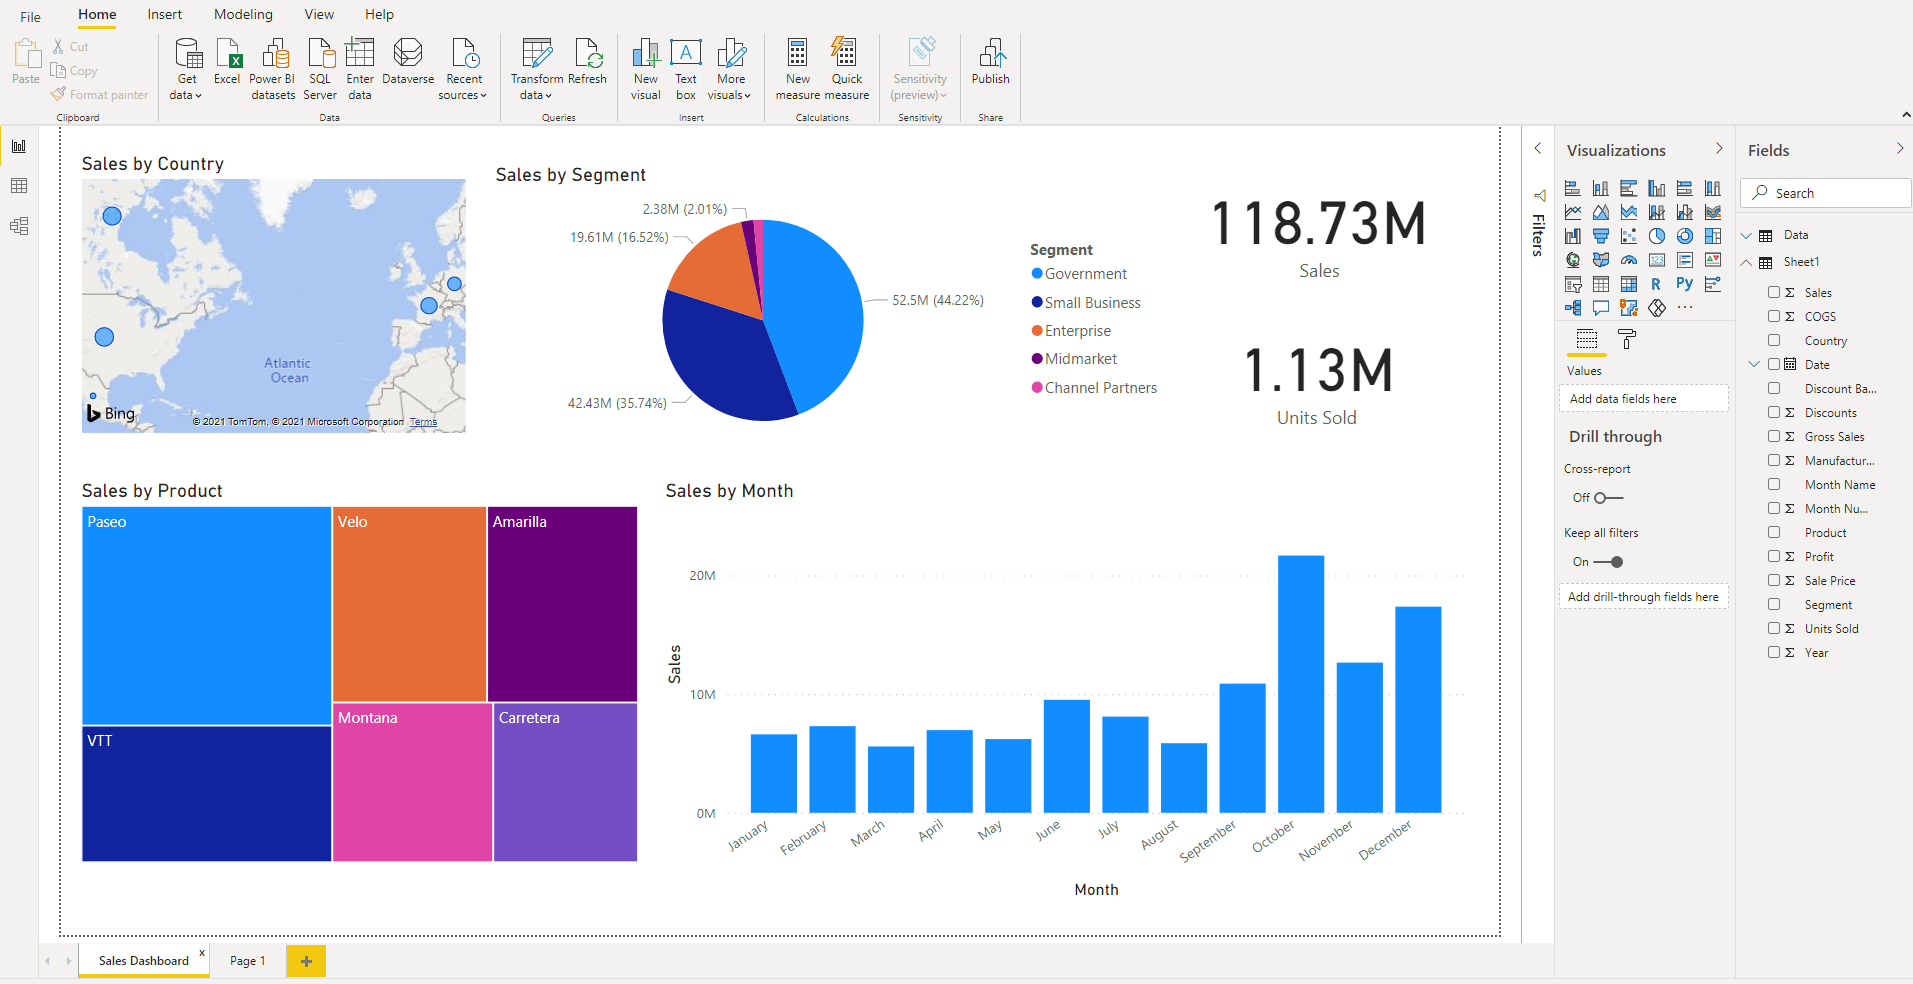 File Home Insert Modeling View Help
Paste
Cut
Copy
Format painter
Clipboard
Get data
Excel
Power BI datasets
SQL Server
Enter data
Dataverse
Recent sources
Data
Transform data
Refresh
Queries
New visual
Text box
More visuals
Insert
New measure
Quick measure
Calculations
Sensitivity (preview)
Sensitivity
Publish
Share
Sales by Country
Atlantic
Ocean
Bing
© 2021 TomTom, © 2021 Microsoft Corporation Terms
Sales by Segment
2.38M (2.01%)
19.61M (16.52%)
52.5M (44.22%)
42.43M (35.74%)
Segment
Government
Small Business
Enterprise
Midmarket
Channel Partners
118.73M
Sales
1.13M
Units Sold
Sales by Product
Paseo
Velo
Amarilla
VTT
Montana
Carretera
Sales by Month
Sales
20M
10M
0M
January
February
March
April
May
June
July
August
September
October
November
December
Month
Sales Dashboard x
Page 1
+
Filters
Visualizations
123
R
Py
...
Values
Add data fields here
Drill through
Cross-report
Off
Keep all filters
On
Add drill-through fields here
Fields
Search
Data
Sheet1
Σ Sales
Σ COGS
Country
Date
Discount Ba...
Σ Discounts
Σ Gross Sales
Σ Manufactur...
Month Name
Σ Month Nu...
Product
Σ Profit
Σ Sale Price
Segment
Σ Units Sold
Σ Year